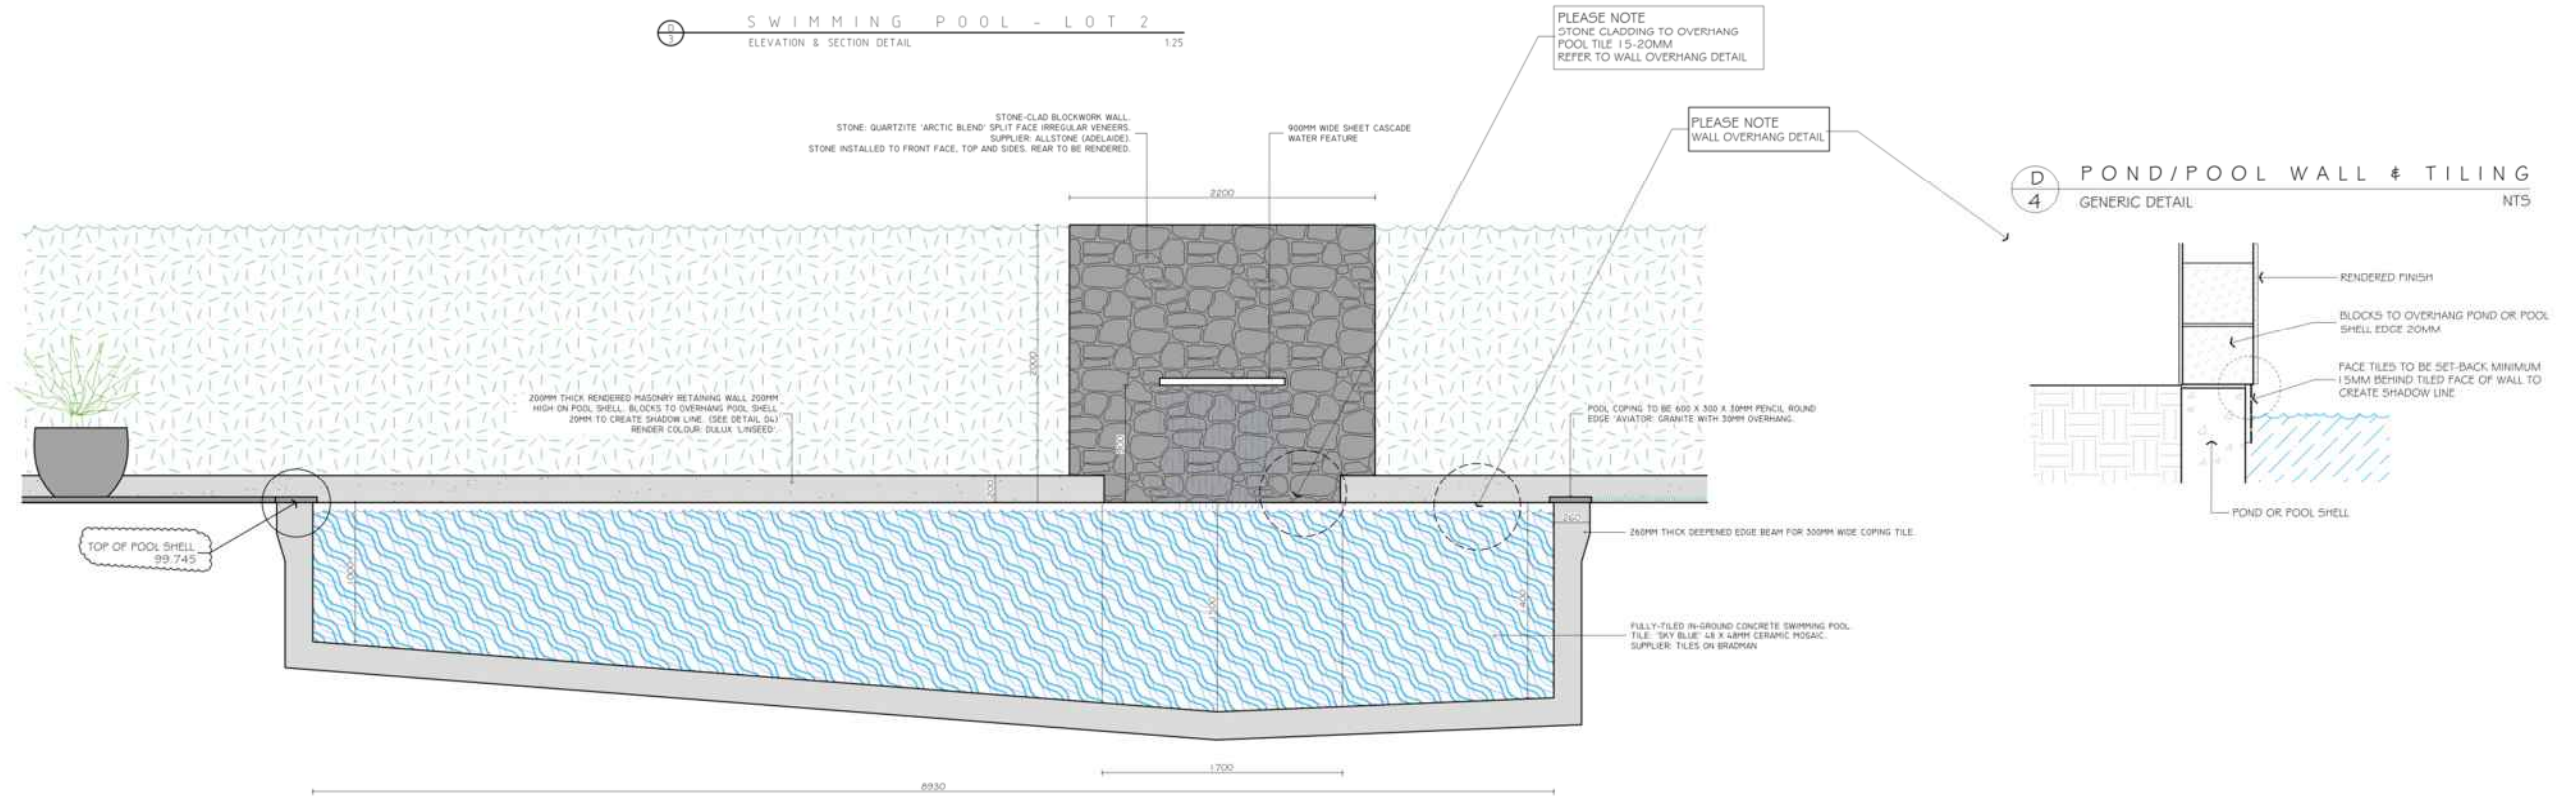 D
3
SWIMMING POOL - LOT 2
ELEVATION & SECTION DETAIL 1:25
PLEASE NOTE
STONE CLADDING TO OVERHANG
POOL TILE 15-20MM
REFER TO WALL OVERHANG DETAIL
STONE-CLAD BLOCKWORK WALL.
STONE: QUARTZITE 'ARCTIC BLEND' SPLIT FACE IRREGULAR VENEERS.
SUPPLIER: ALLSTONE (ADELAIDE).
STONE INSTALLED TO FRONT FACE, TOP AND SIDES. REAR TO BE RENDERED.
900MM WIDE SHEET CASCADE
WATER FEATURE
PLEASE NOTE
WALL OVERHANG DETAIL
D
4
POND/POOL WALL & TILING
GENERIC DETAIL NTS
2200
2000
RENDERED FINISH
BLOCKS TO OVERHANG POND OR POOL
SHELL EDGE 20MM
FACE TILES TO BE SET-BACK MINIMUM
15MM BEHIND TILED FACE OF WALL TO
CREATE SHADOW LINE
POND OR POOL SHELL
200MM THICK RENDERED MASONRY RETAINING WALL 200MM
HIGH ON POOL SHELL. BLOCKS TO OVERHANG POOL SHELL
20MM TO CREATE SHADOW LINE. (SEE DETAIL D4)
RENDER COLOUR: DULUX 'LINSEED'.
POOL COPING TO BE 600 X 300 X 30MM PENCIL ROUND
EDGE 'AVIATOR' GRANITE WITH 30MM OVERHANG.
200
260
TOP OF POOL SHELL
99.745
260MM THICK DEEPENED EDGE BEAM FOR 300MM WIDE COPING TILE.
1000
1500
1400
FULLY-TILED IN-GROUND CONCRETE SWIMMING POOL.
TILE: 'SKY BLUE' 48 X 48MM CERAMIC MOSAIC.
SUPPLIER: TILES ON BRADMAN
1700
8930